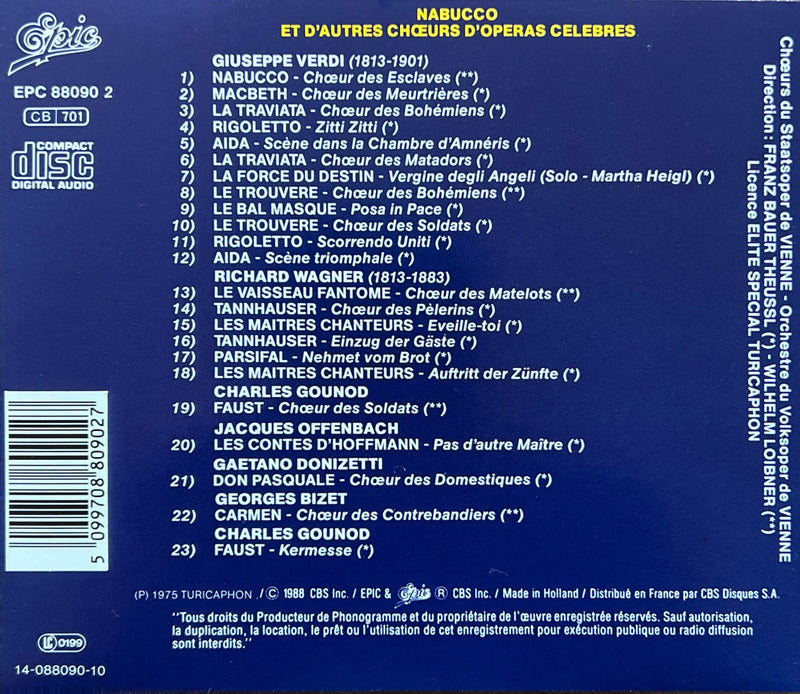 NABUCCO
ET D'AUTRES CHŒURS D'OPERAS CELEBRES
Epic
EPC 88090 2
CB 701
COMPACT
disc
DIGITAL AUDIO
GIUSEPPE VERDI (1813-1901)
1) NABUCCO - Chœur des Esclaves (**)
2) MACBETH - Chœur des Meurtrières (*)
3) LA TRAVIATA - Chœur des Bohémiens (*)
4) RIGOLETTO - Zitti Zitti (*)
5) AIDA - Scène dans la Chambre d'Amnéris (*)
6) LA TRAVIATA - Chœur des Matadors (*)
7) LA FORCE DU DESTIN - Vergine degli Angeli (Solo - Martha Heigl) (*)
8) LE TROUVERE - Chœur des Bohémiens (**)
9) LE BAL MASQUE - Posa in Pace (*)
10) LE TROUVERE - Chœur des Soldats (*)
11) RIGOLETTO - Scorrendo Uniti (*)
12) AIDA - Scène triomphale (*)
RICHARD WAGNER (1813-1883)
13) LE VAISSEAU FANTOME - Chœur des Matelots (**)
14) TANNHAUSER - Chœur des Pèlerins (*)
15) LES MAITRES CHANTEURS - Eveille-toi (*)
16) TANNHAUSER - Einzug der Gäste (*)
17) PARSIFAL - Nehmet vom Brot (*)
18) LES MAITRES CHANTEURS - Auftritt der Zünfte (*)
CHARLES GOUNOD
19) FAUST - Chœur des Soldats (**)
JACQUES OFFENBACH
20) LES CONTES D'HOFFMANN - Pas d'autre Maître (*)
GAETANO DONIZETTI
21) DON PASQUALE - Chœur des Domestiques (*)
GEORGES BIZET
22) CARMEN - Chœur des Contrebandiers (**)
CHARLES GOUNOD
23) FAUST - Kermesse (*)
Chœurs du Staatsoper de VIENNE - Orchestre du Volksoper de VIENNE
Direction: FRANZ BAUER THEUSSL (*) - WILHELM LOIBNER (**)
Licence ELITE SPECIAL TURICAPHON
5 099708 809027
(P) 1975 TURICAPHON ./ © 1988 CBS Inc. / EPIC & Epic ® CBS Inc. / Made in Holland / Distribué en France par CBS Disques S.A.
"Tous droits du Producteur de Phonogramme et du propriétaire de l'œuvre enregistrée réservés. Sauf autorisation,
la duplication, la location, le prêt ou l'utilisation de cet enregistrement pour exécution publique ou radio diffusion
sont interdits."
LC 0199
14-088090-10